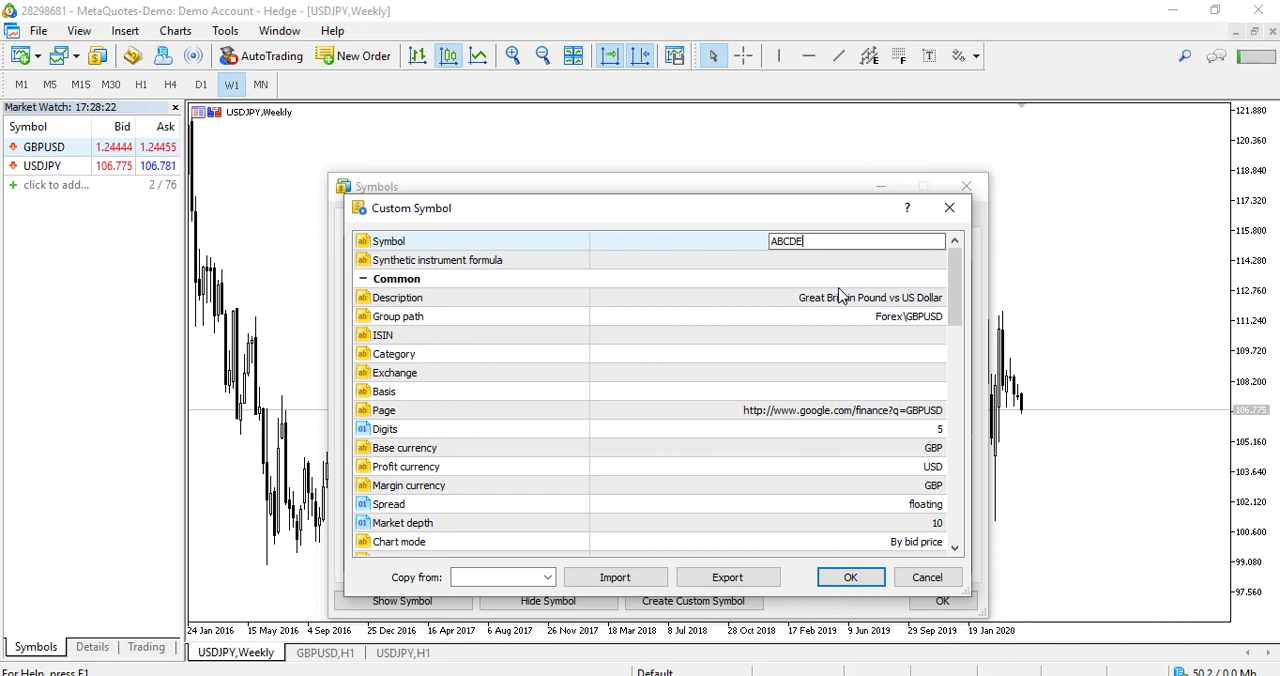 28298681 - MetaQuotes-Demo: Demo Account - Hedge - [USDJPY,Weekly]
File View Insert Charts Tools Window Help
AutoTrading New Order
M1 M5 M15 M30 H1 H4 D1 W1 MN
Market Watch: 17:28:22
Symbol Bid Ask
GBPUSD 1.24444 1.24455
USDJPY 106.775 106.781
click to add... 2 / 76
USDJPY,Weekly
Symbols
Custom Symbol
Symbol ABCDE
Synthetic instrument formula
Common
Description Great Britain Pound vs US Dollar
Group path Forex\GBPUSD
ISIN
Category
Exchange
Basis
Page http://www.google.com/finance?q=GBPUSD
Digits 5
Base currency GBP
Profit currency USD
Margin currency GBP
Spread floating
Market depth 10
Chart mode By bid price
Copy from: Import Export OK Cancel
Show Symbol Hide Symbol Create Custom Symbol OK
121.880
120.360
118.840
117.320
115.800
114.280
112.760
111.240
109.720
108.200
106.775
105.160
103.640
102.120
100.600
99.080
97.560
24 Jan 2016 15 May 2016 4 Sep 2016 25 Dec 2016 16 Apr 2017 6 Aug 2017 26 Nov 2017 18 Mar 2018 8 Jul 2018 28 Oct 2018 17 Feb 2019 9 Jun 2019 29 Sep 2019 19 Jan 2020
Symbols Details Trading
USDJPY,Weekly GBPUSD,H1 USDJPY,H1
For Help, press F1 Default 50.2 / 0.0 Mb